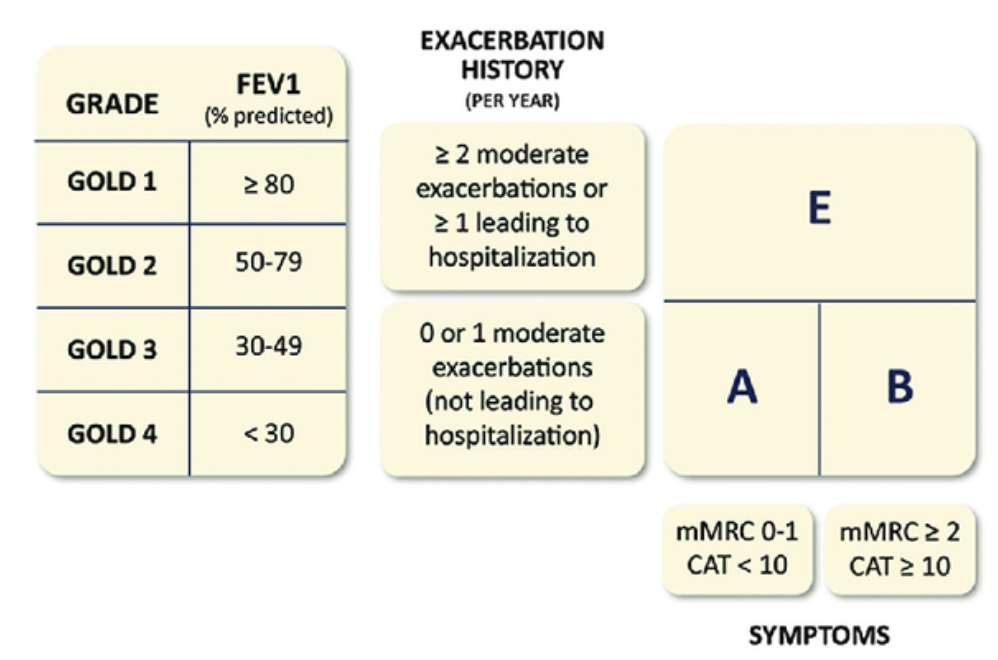 GRADE
FEV1
(% predicted)
GOLD 1
≥ 80
GOLD 2
50-79
GOLD 3
30-49
GOLD 4
< 30
EXACERBATION
HISTORY
(PER YEAR)
≥ 2 moderate
exacerbations or
≥ 1 leading to
hospitalization
0 or 1 moderate
exacerbations
(not leading to
hospitalization)
E
A
B
mMRC 0-1
CAT < 10
mMRC ≥ 2
CAT ≥ 10
SYMPTOMS